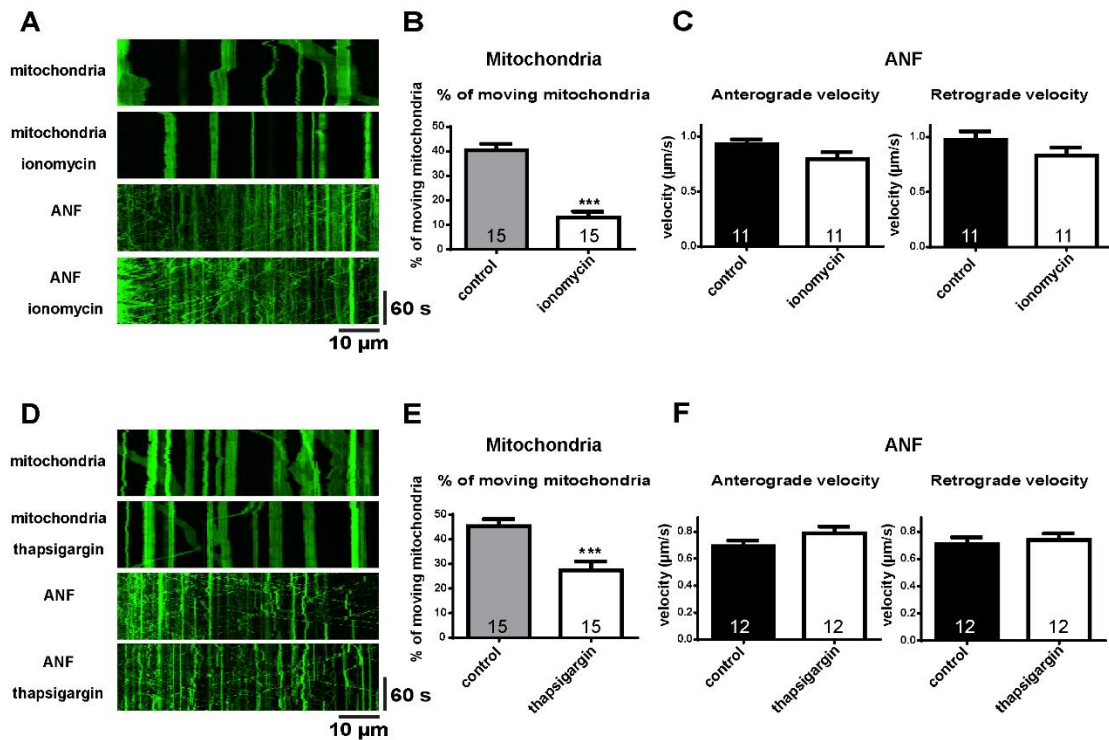 A
mitochondria
mitochondria
ionomycin
ANF
ANF
ionomycin
60 s
10 µm
B
Mitochondria
% of moving mitochondria
% of moving mitochondria
50
40
30
20
10
0
***
15
15
control
ionomycin
C
ANF
Anterograde velocity
velocity (µm/s)
1.0
0.5
0.0
11
11
control
ionomycin
Retrograde velocity
velocity (µm/s)
1.0
0.5
0.0
11
11
control
ionomycin
D
mitochondria
mitochondria
thapsigargin
ANF
ANF
thapsigargin
60 s
10 µm
E
Mitochondria
% of moving mitochondria
% of moving mitochondria
50
40
30
20
10
0
***
15
15
control
thapsigargin
F
ANF
Anterograde velocity
velocity (µm/s)
0.8
0.6
0.4
0.2
0.0
12
12
control
thapsigargin
Retrograde velocity
velocity (µm/s)
0.8
0.6
0.4
0.2
0.0
12
12
control
thapsigargin